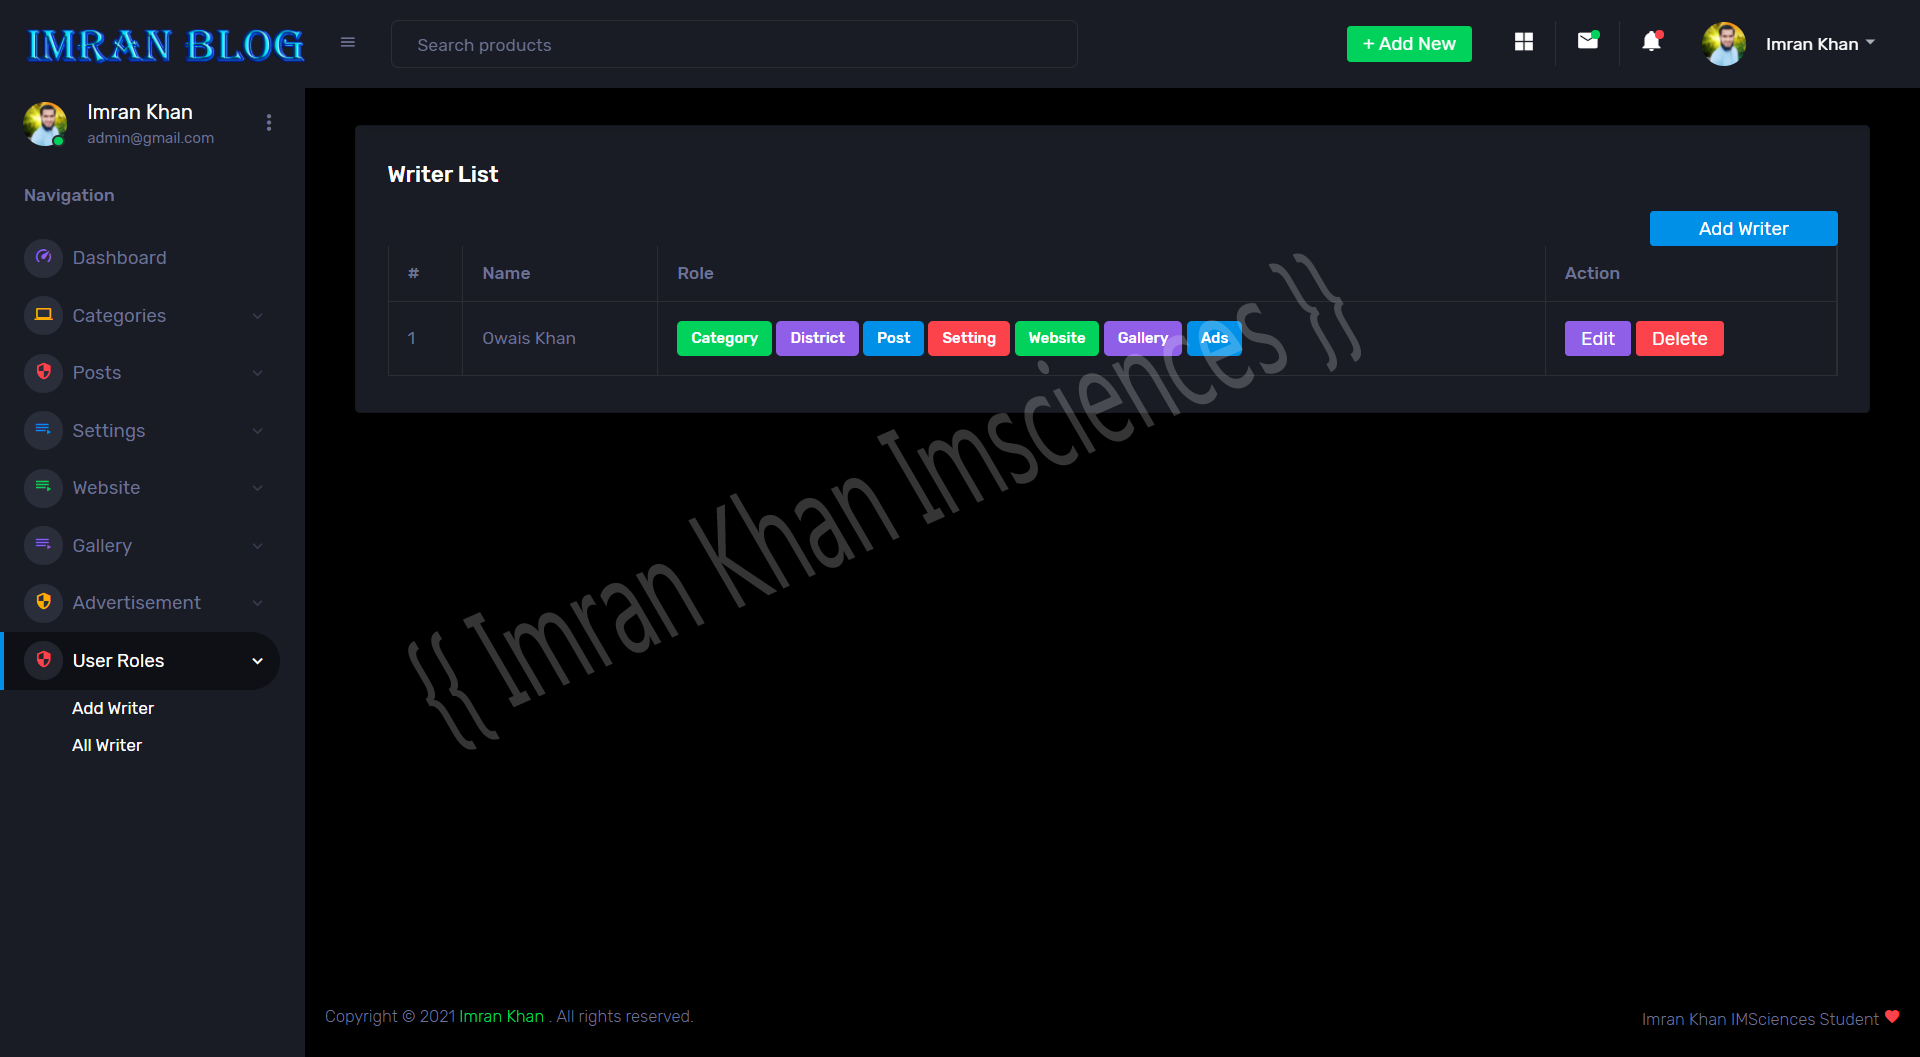 IMRAN BLOG
Search products
+ Add New
Imran Khan
Imran Khan
admin@gmail.com
Navigation
Dashboard
Categories
Posts
Settings
Website
Gallery
Advertisement
User Roles
Add Writer
All Writer
Writer List
Add Writer
# Name Role Action
1 Owais Khan Category District Post Setting Website Gallery Ads Edit Delete
{{ Imran Khan Imsciences }}
Copyright © 2021 Imran Khan . All rights reserved.
Imran Khan IMSciences Student